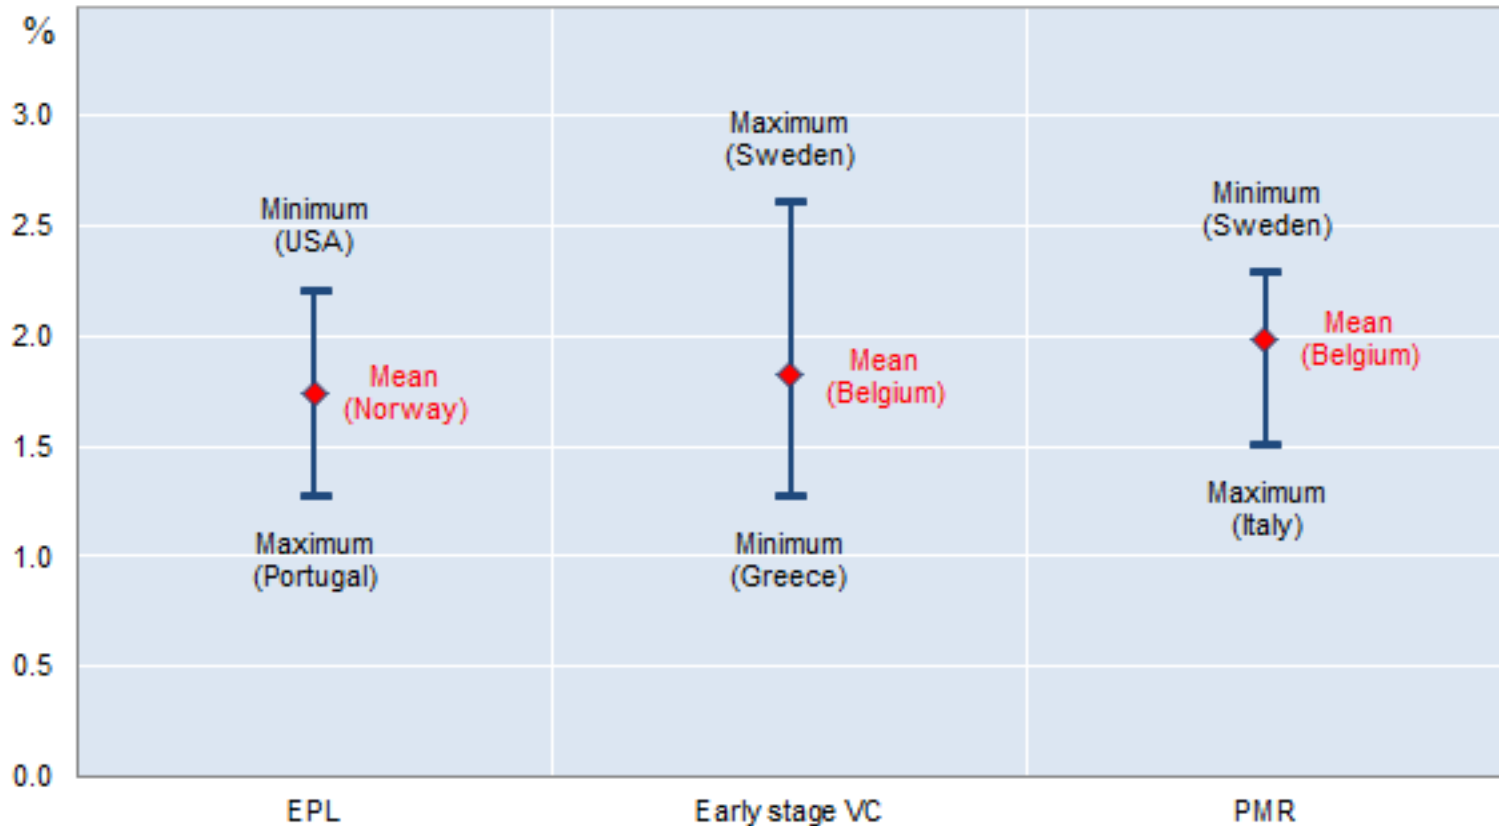 %
3.0
2.5
2.0
1.5
1.0
0.5
0.0
Minimum
(USA)
Mean
(Norway)
Maximum
(Portugal)
Maximum
(Sweden)
Mean
(Belgium)
Minimum
(Greece)
Minimum
(Sweden)
Mean
(Belgium)
Maximum
(Italy)
EPL
Early stage VC
PMR